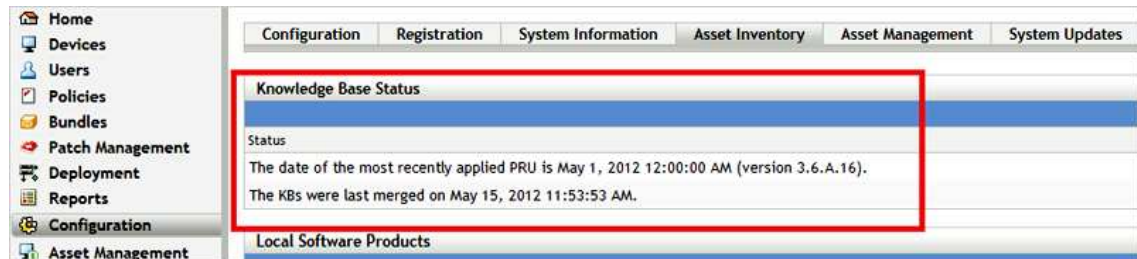 Home
Devices
Users
Policies
Bundles
Patch Management
Deployment
Reports
Configuration
Asset Management
Configuration Registration System Information Asset Inventory Asset Management System Updates
Knowledge Base Status
Status
The date of the most recently applied PRU is May 1, 2012 12:00:00 AM (version 3.6.A.16).
The KBs were last merged on May 15, 2012 11:53:53 AM.
Local Software Products